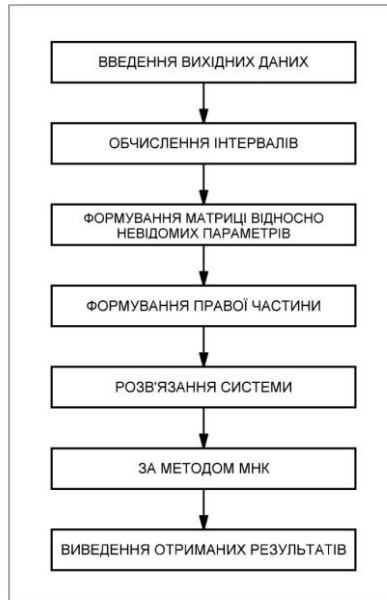 ВВЕДЕННЯ ВИХІДНИХ ДАНИХ
ОБЧИСЛЕННЯ ІНТЕРВАЛІВ
ФОРМУВАННЯ МАТРИЦІ ВІДНОСНО
НЕВІДОМИХ ПАРАМЕТРІВ
ФОРМУВАННЯ ПРАВОЇ ЧАСТИНИ
РОЗВ'ЯЗАННЯ СИСТЕМИ
ЗА МЕТОДОМ МНК
ВИВЕДЕННЯ ОТРИМАНИХ РЕЗУЛЬТАТІВ